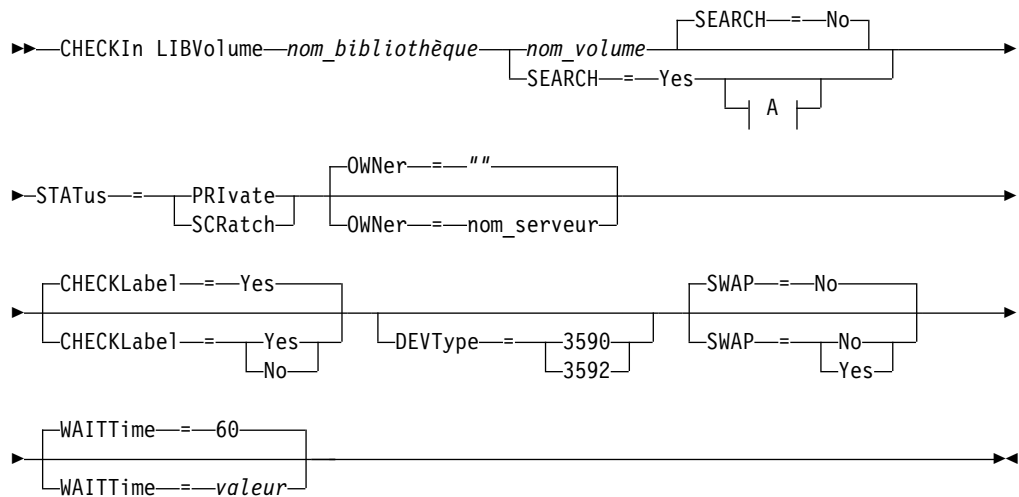 SEARCH = No
CHECKIn LIBVolume nom_bibliothèque nom_volume
SEARCH = Yes
A
OWNer = ""
STATus = PRIvate
SCRatch
OWNer = nom_serveur
CHECKLabel = Yes
SWAP = No
CHECKLabel = Yes
No
DEVType = 3590
3592
SWAP = No
Yes
WAITTime = 60
WAITTime = valeur